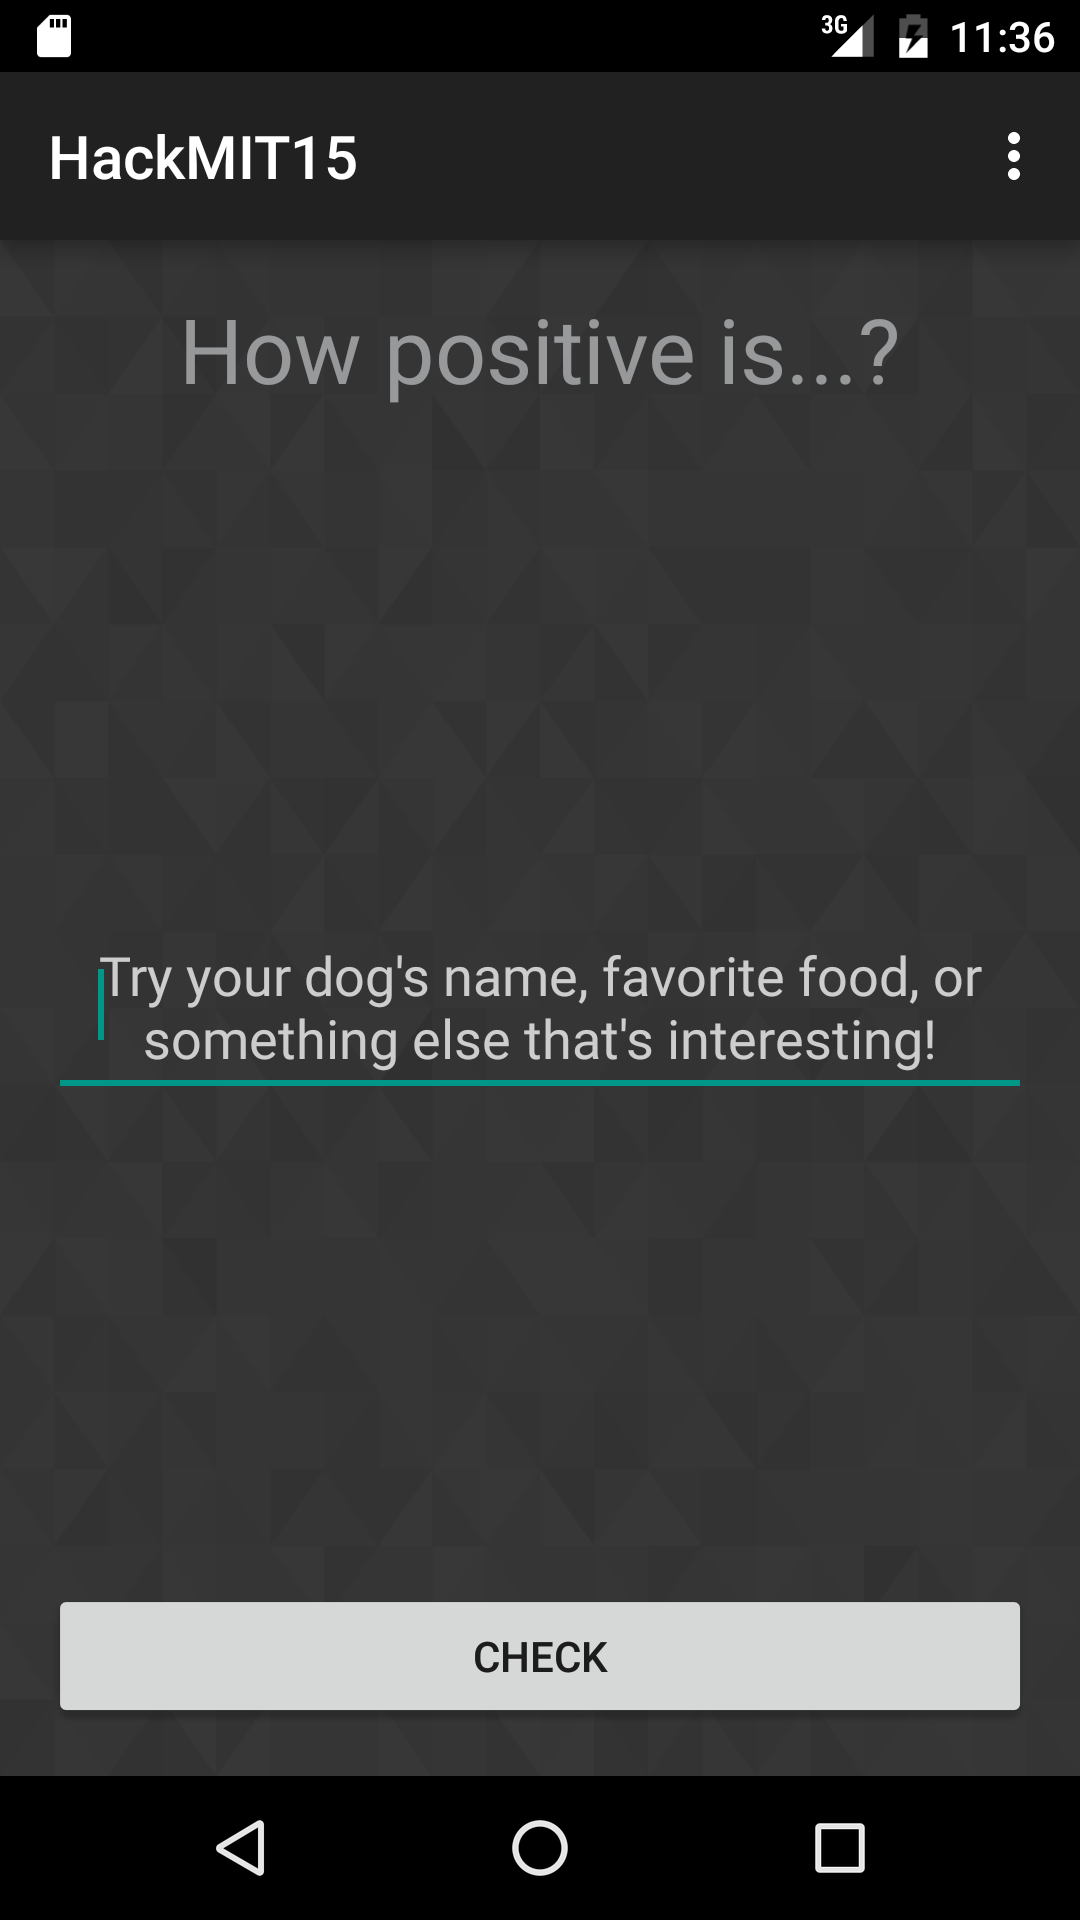 3G 11:36
HackMIT15
How positive is...?
Try your dog's name, favorite food, or
something else that's interesting!
CHECK